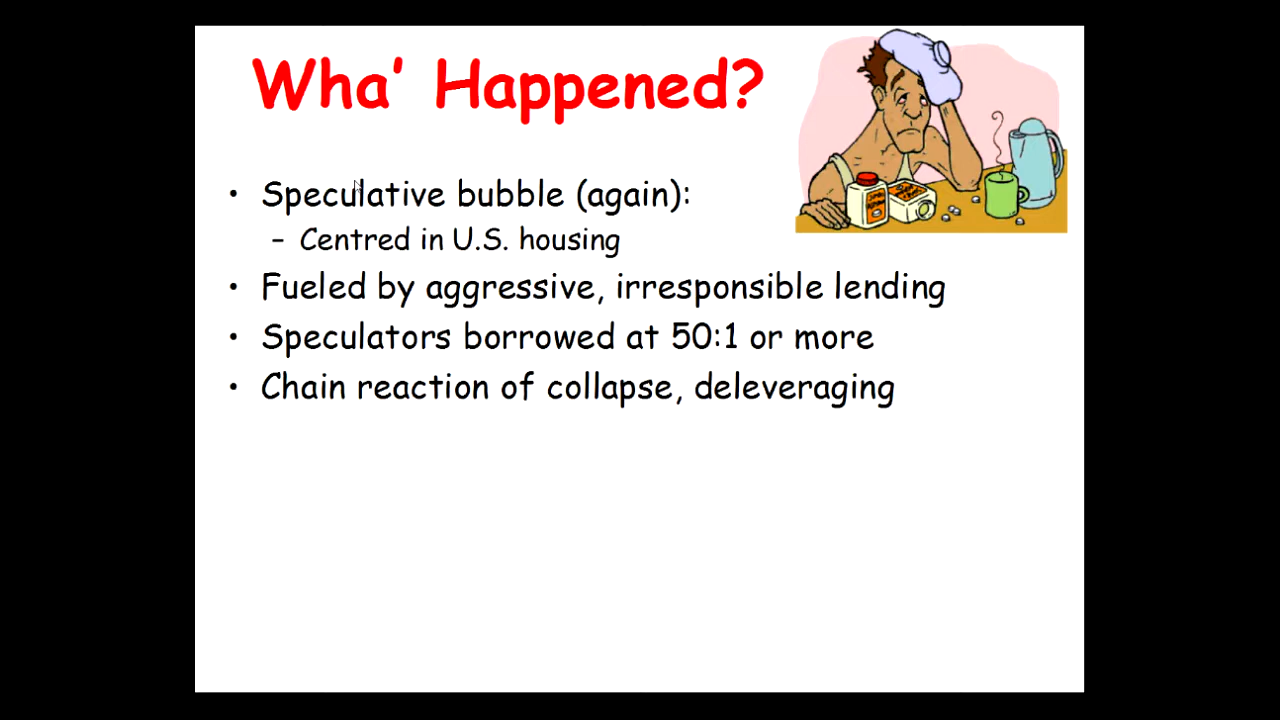 Wha' Happened?
• Speculative bubble (again):
– Centred in U.S. housing
• Fueled by aggressive, irresponsible lending
• Speculators borrowed at 50:1 or more
• Chain reaction of collapse, deleveraging